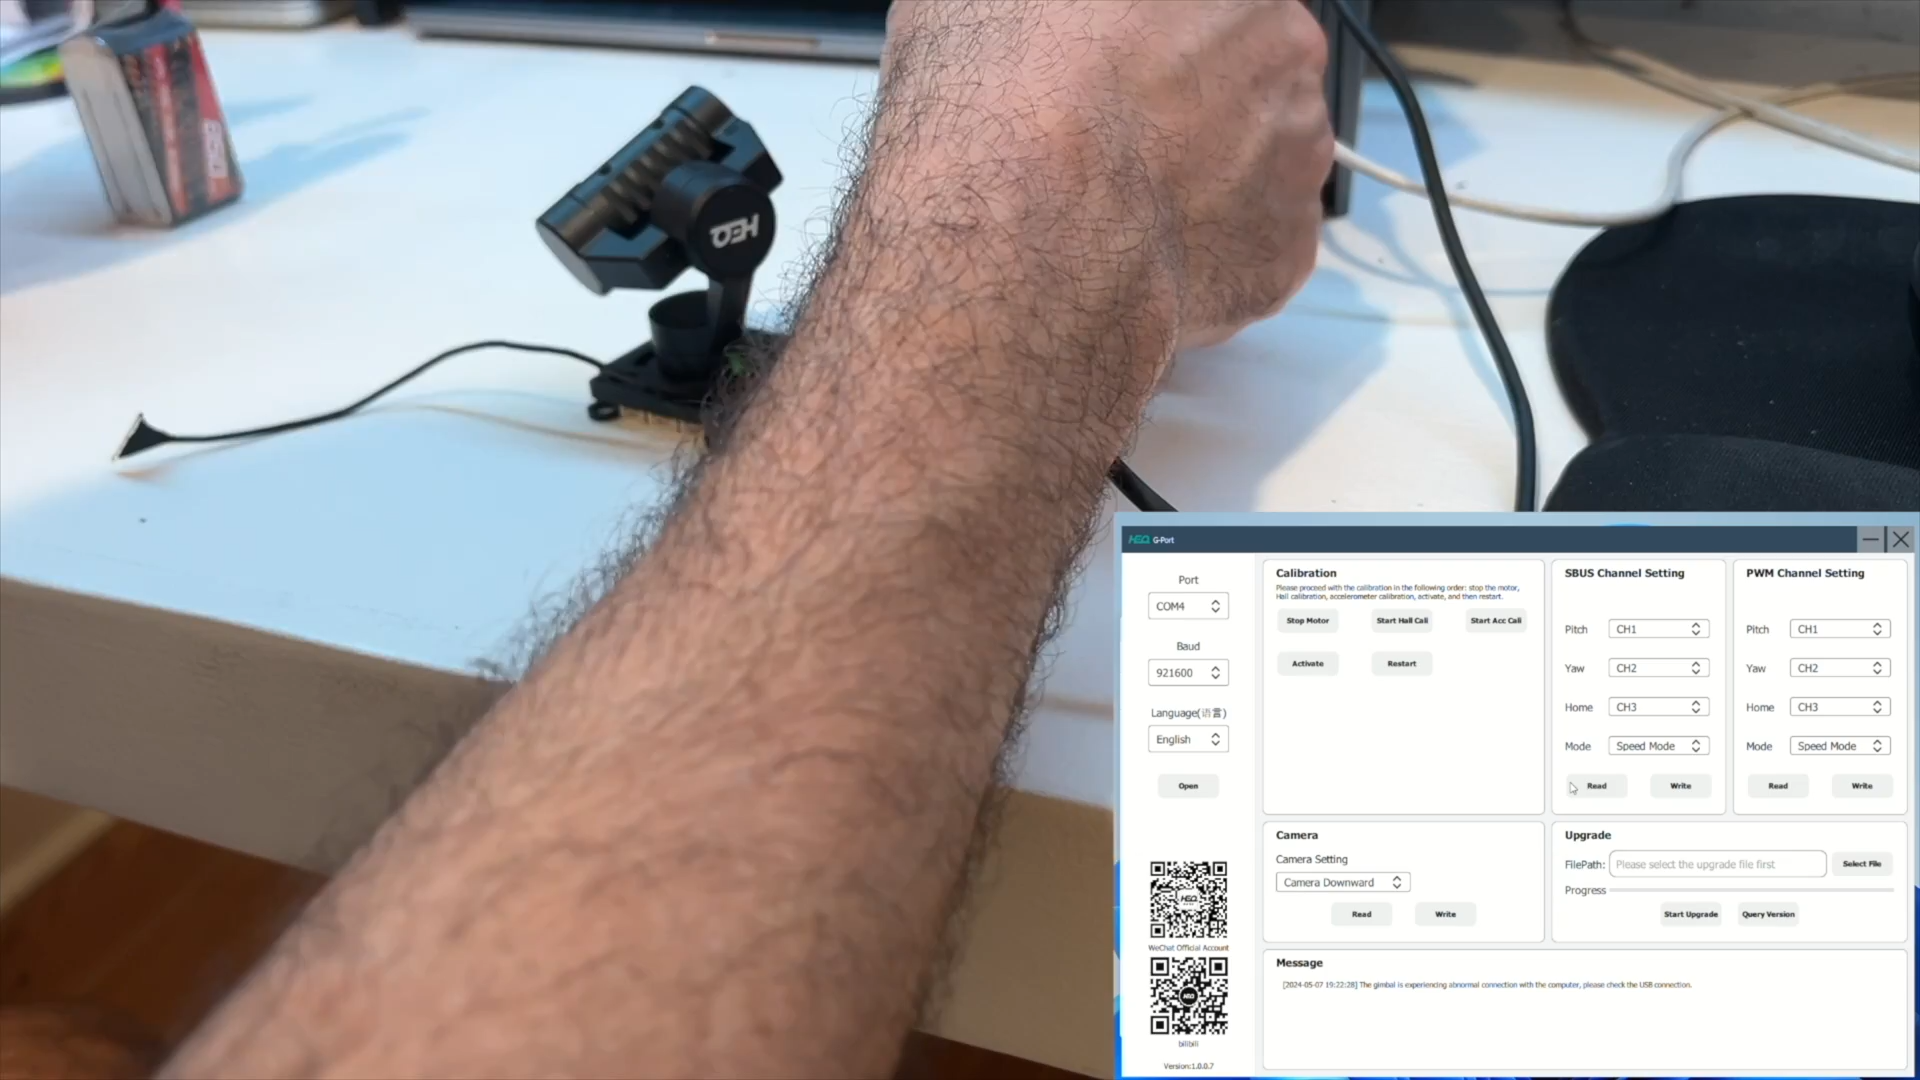 HEQ
HEQ G-Port
Port
COM4
Baud
921600
Language(语言)
English
Open
WeChat Official Account
bilibili
Version:1.0.0.7
Calibration
Please proceed with the calibration in the following order: stop the motor,
Hall calibration, accelerometer calibration, activate, and then restart.
Stop Motor
Start Hall Cali
Start Acc Cali
Activate
Restart
SBUS Channel Setting
Pitch CH1
Yaw CH2
Home CH3
Mode Speed Mode
Read Write
PWM Channel Setting
Pitch CH1
Yaw CH2
Home CH3
Mode Speed Mode
Read Write
Camera
Camera Setting
Camera Downward
Read Write
Upgrade
FilePath: Please select the upgrade file first Select File
Progress
Start Upgrade Query Version
Message
[2024-05-07 19:22:28] The gimbal is experiencing abnormal connection with the computer, please check the USB connection.